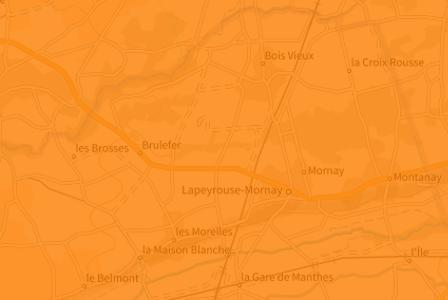 Bois Vieux
la Croix Rousse
les Brosses
Brulefer
Mornay
Montanay
Lapeyrouse-Mornay
les Morelles
la Maison Blanche
l'Île
le Belmont
la Gare de Manthes